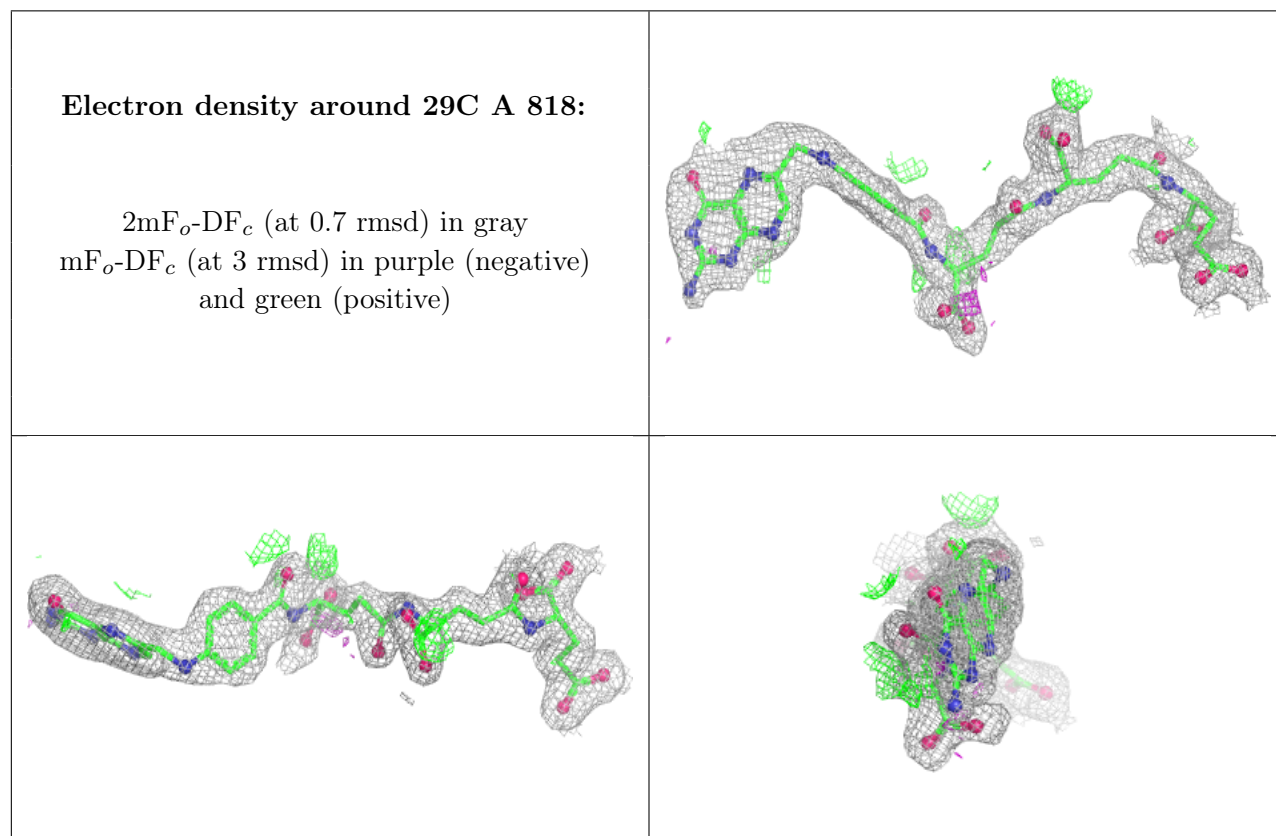 Electron density around 29C A 818:
2mFo-DFc (at 0.7 rmsd) in gray
mFo-DFc (at 3 rmsd) in purple (negative)
and green (positive)